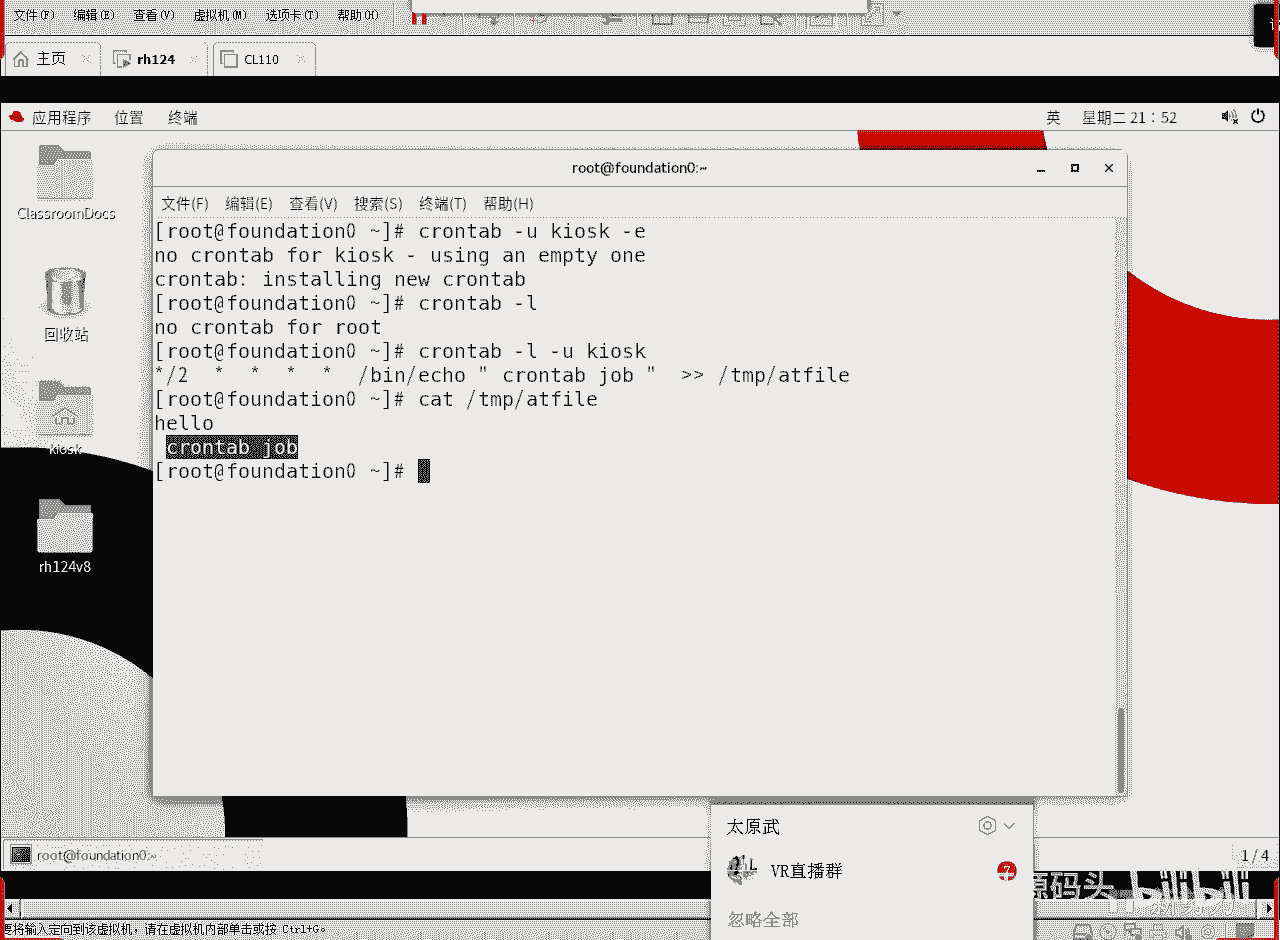 文件(F) 编辑(E) 查看(V) 虚拟机(M) 选项卡(T) 帮助(H)
主页 rh124 CL110
应用程序 位置 终端 英 星期二 21：52
ClassroomDocs
回收站
kiosk
rh124v8
root@foundation0:~
文件(F) 编辑(E) 查看(V) 搜索(S) 终端(T) 帮助(H)
[root@foundation0 ~]# crontab -u kiosk -e
no crontab for kiosk - using an empty one
crontab: installing new crontab
[root@foundation0 ~]# crontab -l
no crontab for root
[root@foundation0 ~]# crontab -l -u kiosk
*/2  *  *  *  *  /bin/echo " crontab job "  >> /tmp/atfile
[root@foundation0 ~]# cat /tmp/atfile
hello
crontab job
[root@foundation0 ~]#
太原武
VR直播群 7
忽略全部
root@foundation0:~ 1 / 4
源码头 bilibili
要将输入定向到该虚拟机，请在虚拟机内部单击或按 Ctrl+G。